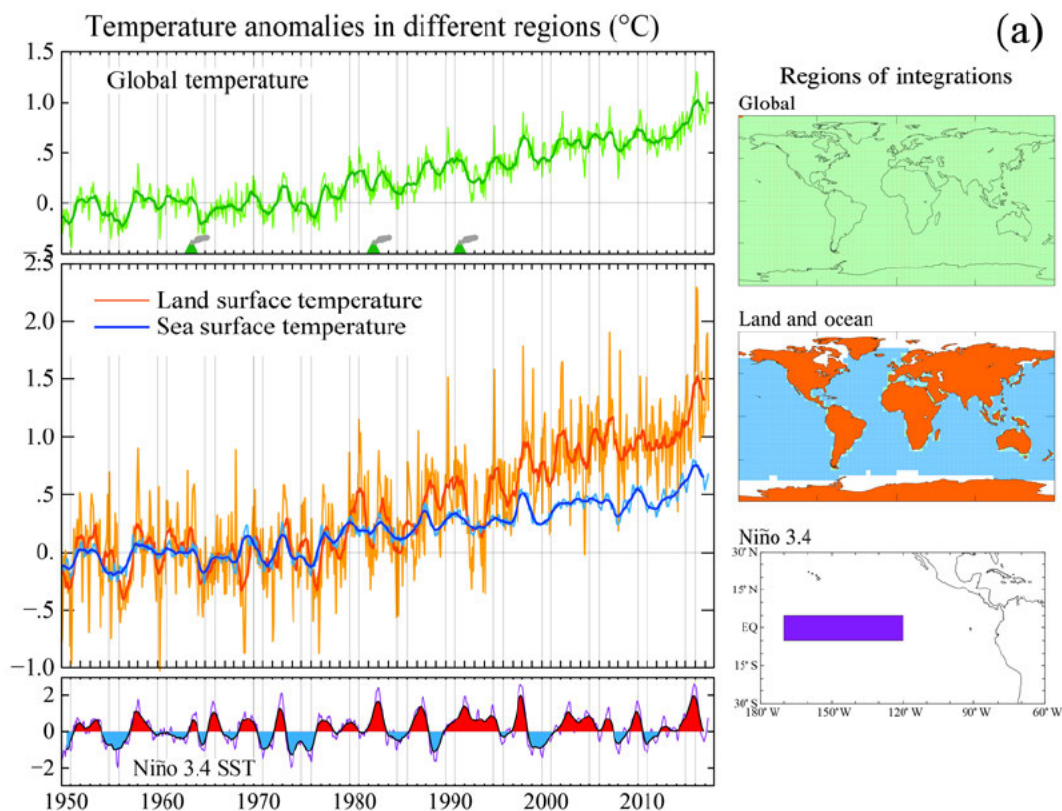 Temperature anomalies in different regions (°C)
(a)
1.5
Global temperature
1.0
.5
0.
-.5
2.5
Land surface temperature
Sea surface temperature
2.0
1.5
1.0
.5
0.
−.5
−1.0
2
0
−2
Niño 3.4 SST
1950 1960 1970 1980 1990 2000 2010
Regions of integrations
Global
Land and ocean
Niño 3.4
30°N
15°N
EQ
15°S
30°S
180°W 150°W 120°W 90°W 60°W